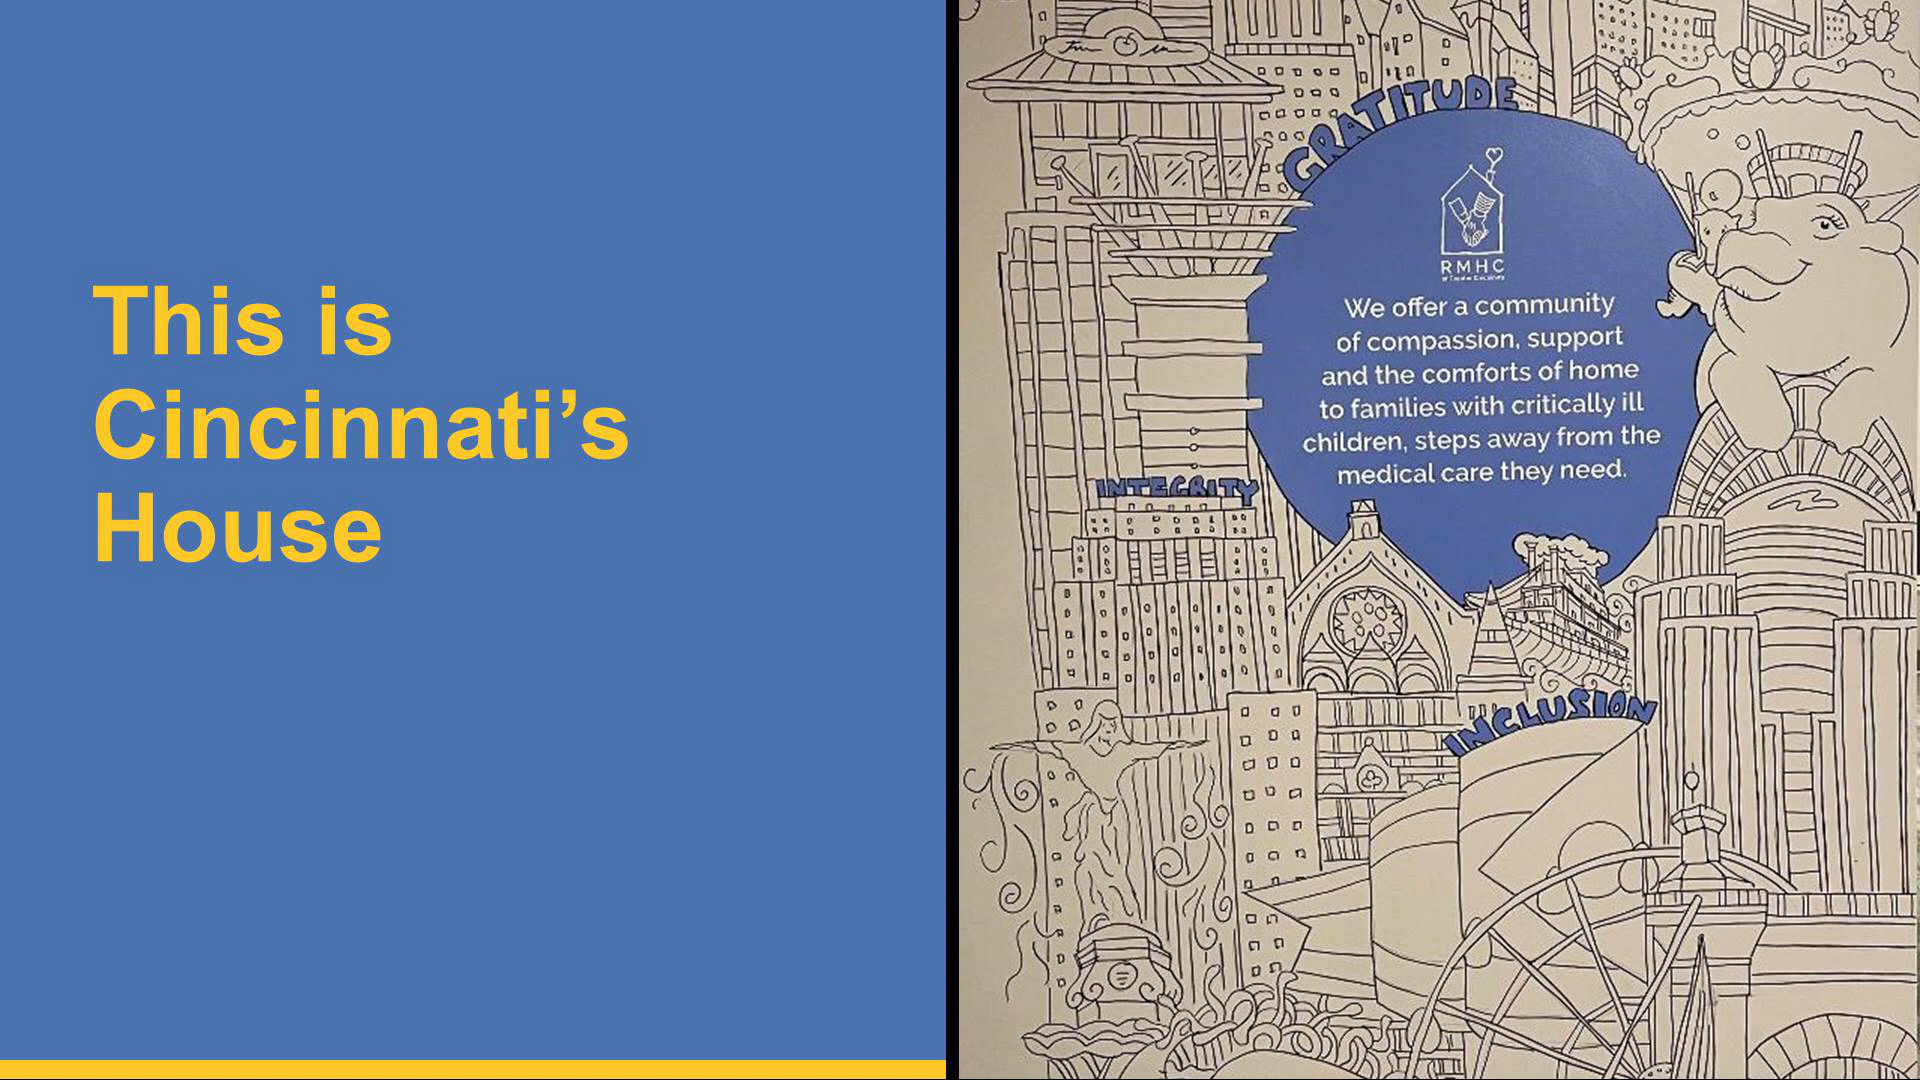 This is
Cincinnati’s
House
GRATITUDE
RMHC
We offer a community
of compassion, support
and the comforts of home
to families with critically ill
children, steps away from the
medical care they need.
INTEGRITY
INCLUSION